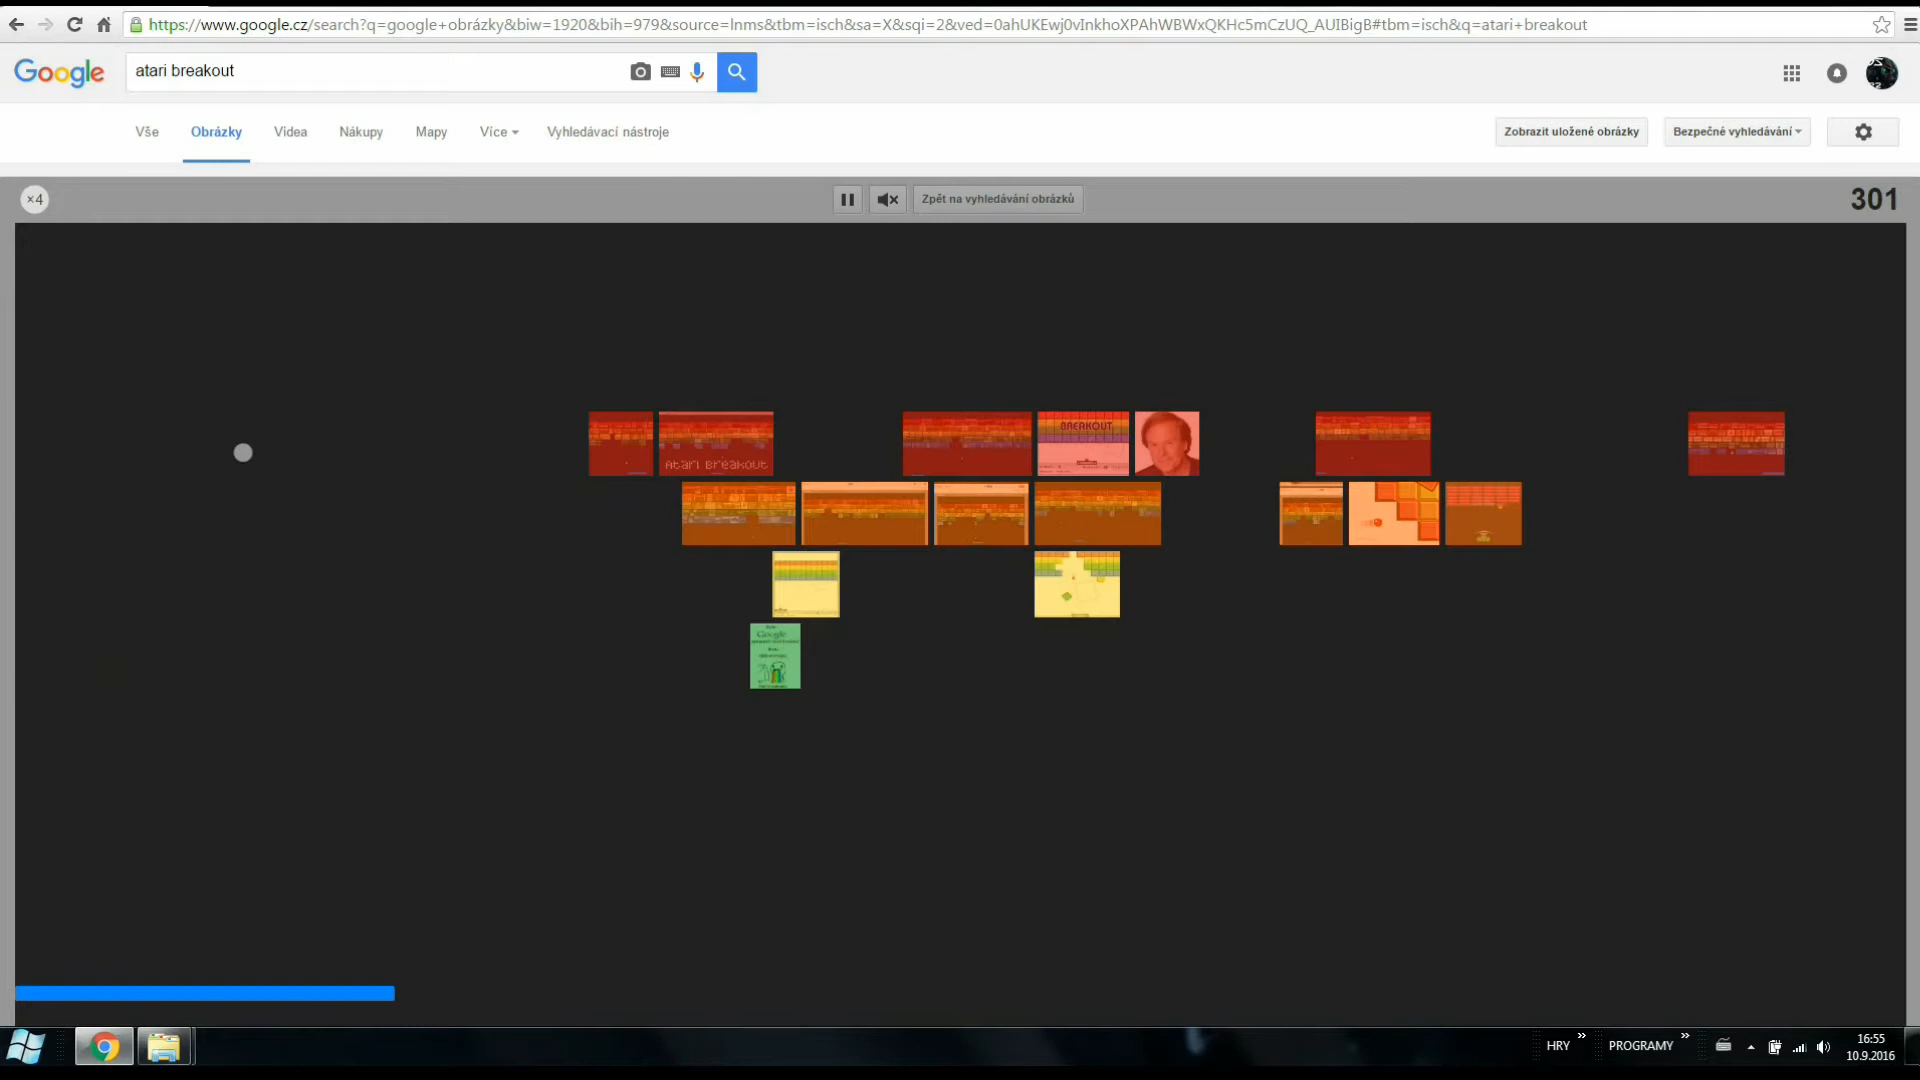 https://www.google.cz/search?q=google+obrázky&biw=1920&bih=979&source=lnms&tbm=isch&sa=X&sqi=2&ved=0ahUKEwj0vInkhoXPAhWBWxQKHc5mCzUQ_AUIBigB#tbm=isch&q=atari+breakout
Google
atari breakout
Vše
Obrázky
Videa
Nákupy
Mapy
Více
Vyhledávací nástroje
Zobrazit uložené obrázky
Bezpečné vyhledávání
×4
Zpět na vyhledávání obrázků
301
Atari Breakout
BREAKOUT
Google
HRY
PROGRAMY
16:55
10.9.2016